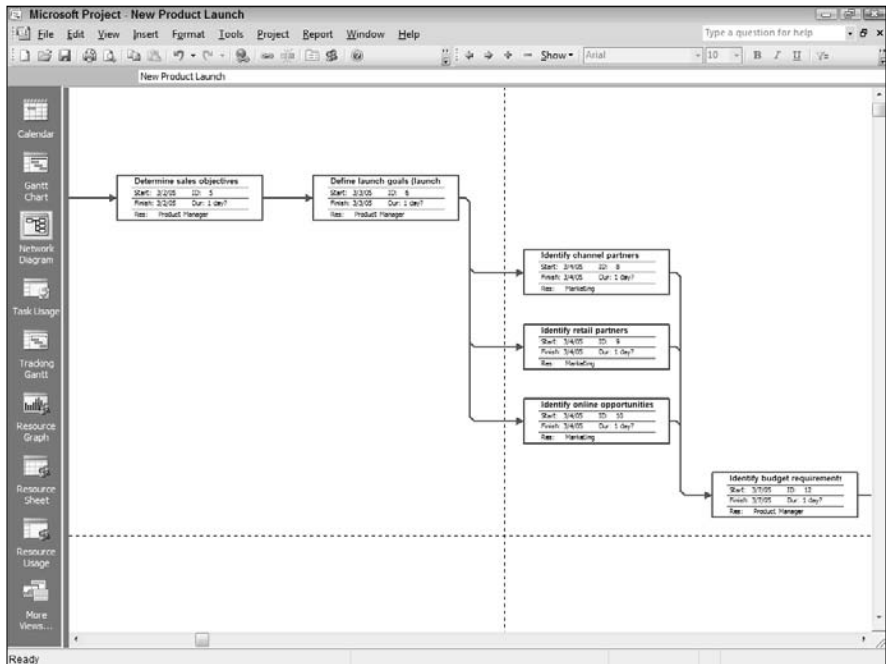 Microsoft Project - New Product Launch
File Edit View Insert Format Tools Project Report Window Help
Type a question for help
Show
Arial
10
B I U
New Product Launch
Calendar
Gantt
Chart
Network
Diagram
Task Usage
Tracking
Gantt
Resource
Graph
Resource
Sheet
Resource
Usage
More
Views...
Determine sales objectives
Start: 3/2/05 ID: 5
Finish: 3/2/05 Dur: 1 day?
Res: Product Manager
Define launch goals (launch
Start: 3/3/05 ID: 6
Finish: 3/3/05 Dur: 1 day?
Res: Product Manager
Identify channel partners
Start: 3/4/05 ID: 8
Finish: 3/4/05 Dur: 1 day?
Res: Marketing
Identify retail partners
Start: 3/4/05 ID: 9
Finish: 3/4/05 Dur: 1 day?
Res: Marketing
Identify online opportunities
Start: 3/4/05 ID: 10
Finish: 3/4/05 Dur: 1 day?
Res: Marketing
Identify budget requirements
Start: 3/7/05 ID: 12
Finish: 3/7/05 Dur: 1 day?
Res: Product Manager
Ready